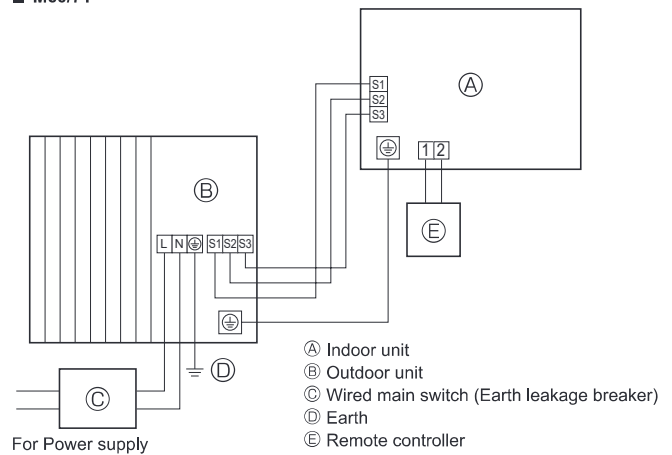 S1
S2
S3
Ⓐ
1 2
Ⓑ
L N S1 S2 S3
Ⓔ
Ⓓ
Ⓒ
For Power supply
Ⓐ Indoor unit
Ⓑ Outdoor unit
Ⓒ Wired main switch (Earth leakage breaker)
Ⓓ Earth
Ⓔ Remote controller